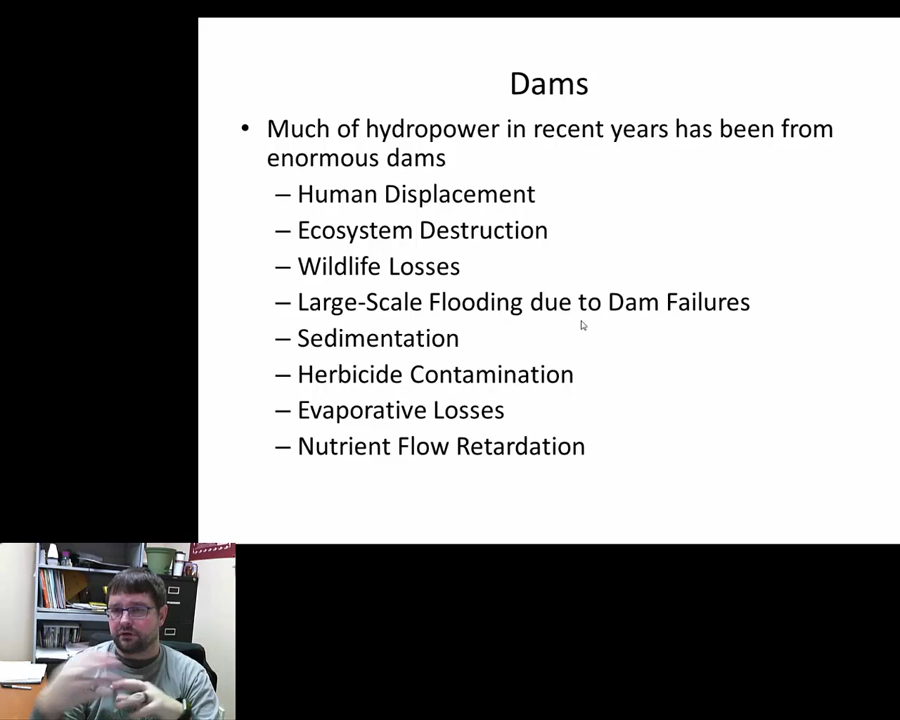 Dams
• Much of hydropower in recent years has been from
enormous dams
– Human Displacement
– Ecosystem Destruction
– Wildlife Losses
– Large-Scale Flooding due to Dam Failures
– Sedimentation
– Herbicide Contamination
– Evaporative Losses
– Nutrient Flow Retardation